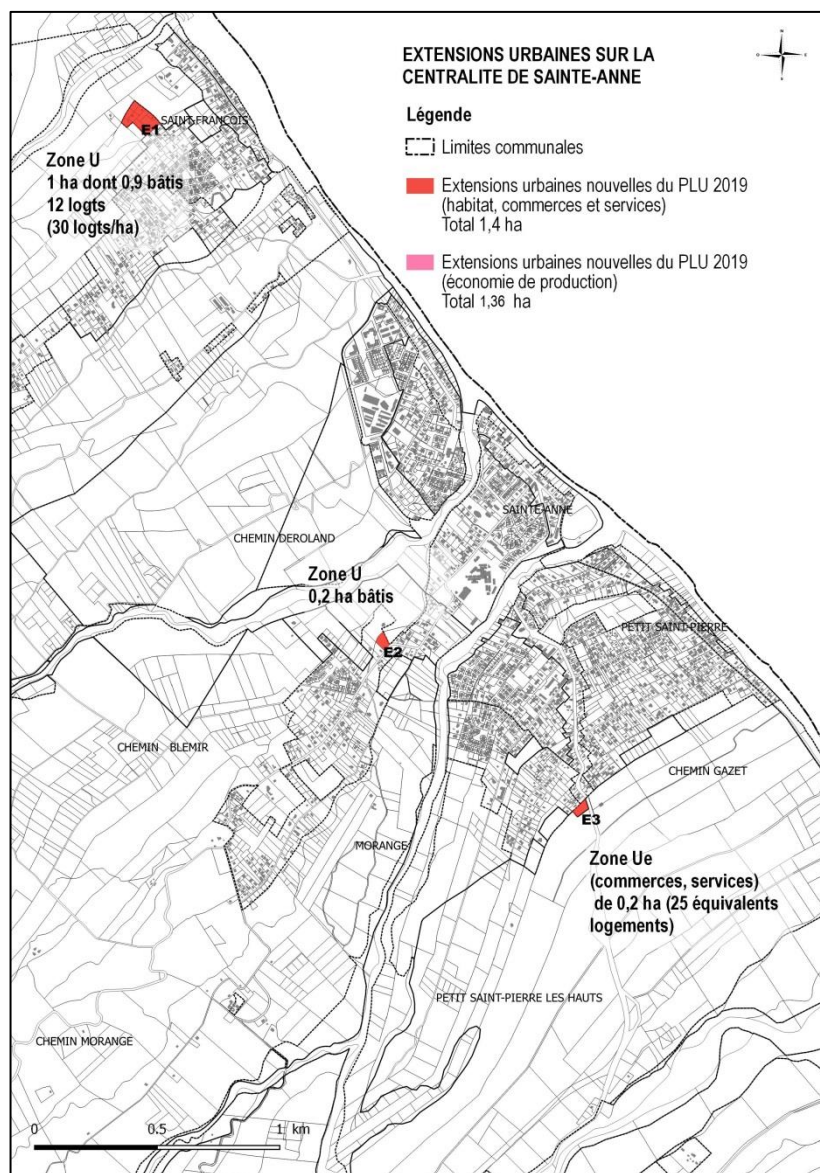 EXTENSIONS URBAINES SUR LA
CENTRALITE DE SAINTE-ANNE
Légende
Limites communales
Extensions urbaines nouvelles du PLU 2019
(habitat, commerces et services)
Total 1,4 ha
Extensions urbaines nouvelles du PLU 2019
(économie de production)
Total 1,36 ha
N
SAINT-FRANÇOIS
E1
Zone U
1 ha dont 0,9 bâtis
12 logts
(30 logts/ha)
SAINTE-ANNE
CHEMIN DEROLAND
Zone U
0,2 ha bâtis
E2
PETIT SAINT-PIERRE
CHEMIN BLEMIR
CHEMIN GAZET
E3
MORANGE
Zone Ue
(commerces, services)
de 0,2 ha (25 équivalents
logements)
PETIT SAINT-PIERRE LES HAUTS
CHEMIN MORANGE
0 0.5 1 km